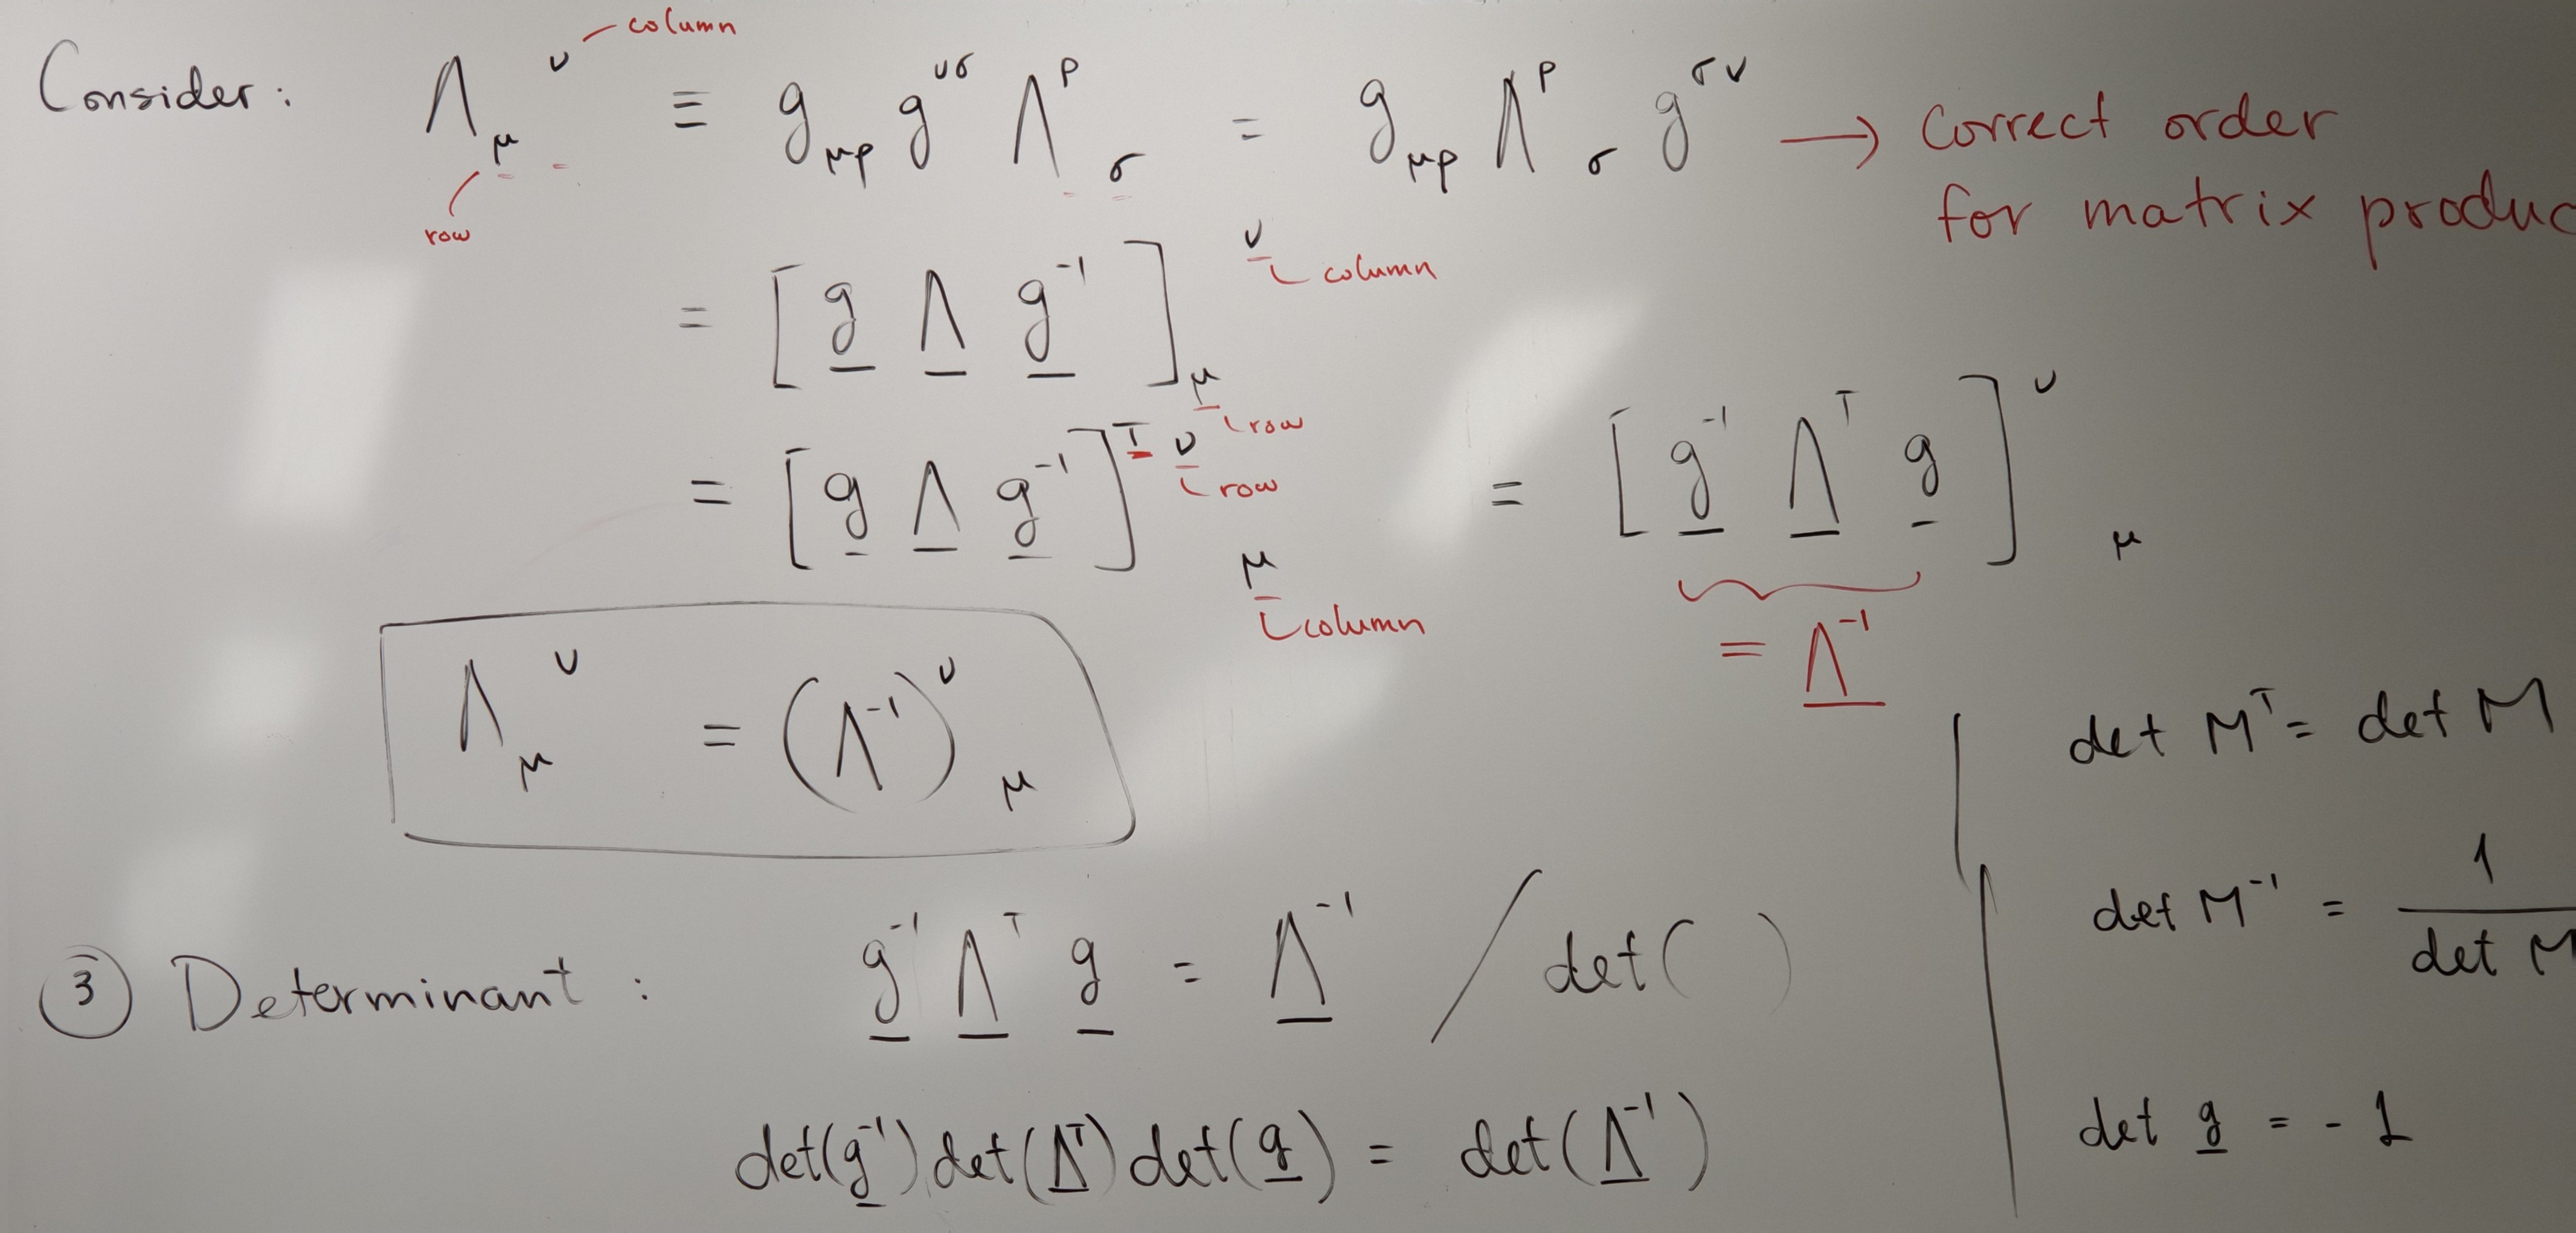 Consider: Λ_μ^ν ≡ g_μρ g^νσ Λ^ρ_σ = g_μρ Λ^ρ_σ g^σν → Correct order
column
row
for matrix produc
= [g Λ g⁻¹]_μ^ν
column
row
= [g Λ g⁻¹]^T ^ν_μ = [g⁻¹ Λ^T g]^ν_μ
row
column
= Λ⁻¹
Λ_μ^ν = (Λ⁻¹)^ν_μ
det M^T = det M
det M⁻¹ = 1 / det M
③ Determinant : g⁻¹ Λ^T g = Λ⁻¹ / det( )
det(g⁻¹) det(Λ^T) det(g) = det(Λ⁻¹)
det g = -1